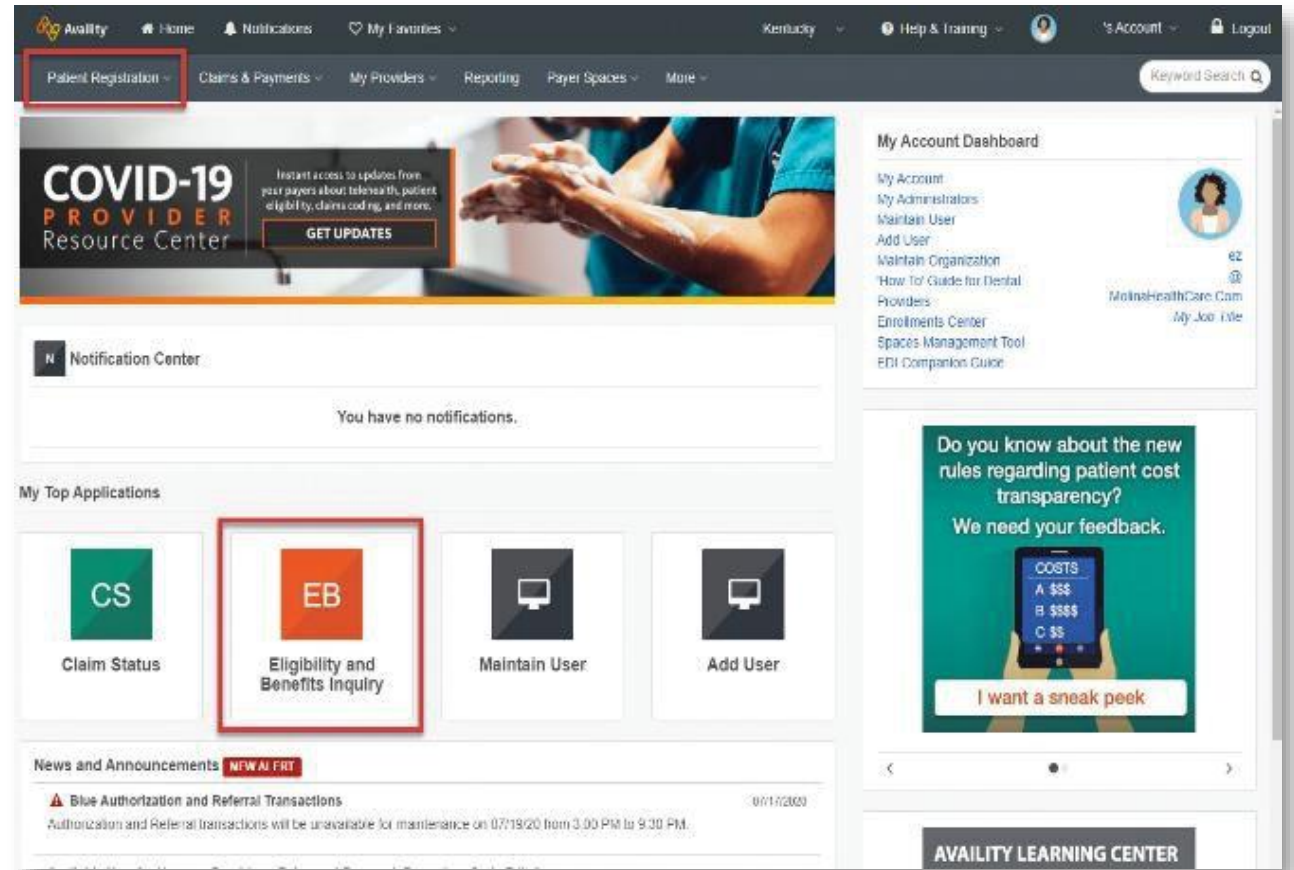 Availity Home Notifications My Favorites Kentucky Help & Training 's Account Logout
Patient Registration Claims & Payments My Providers Reporting Payer Spaces More Keyword Search
COVID-19
PROVIDER
Resource Center
Instant access to updates from
your payers about telehealth, patient
eligibility, claims coding, and more.
GET UPDATES
N Notification Center
You have no notifications.
My Top Applications
CS
Claim Status
EB
Eligibility and
Benefits Inquiry
Maintain User
Add User
News and Announcements NEW ALERT
Blue Authorization and Referral Transactions 07/17/2020
Authorization and Referral transactions will be unavailable for maintenance on 07/19/20 from 3:00 PM to 9:30 PM.
My Account Dashboard
My Account
My Administrators
Maintain User
Add User
Maintain Organization
'How To' Guide for Dental
Providers
Enrollments Center
Spaces Management Tool
EDI Companion Guide
ez
@
MolinaHealthCare.Com
My Job Title
Do you know about the new
rules regarding patient cost
transparency?
We need your feedback.
COSTS
A $$$
B $$$$
C $$
I want a sneak peek
AVAILITY LEARNING CENTER